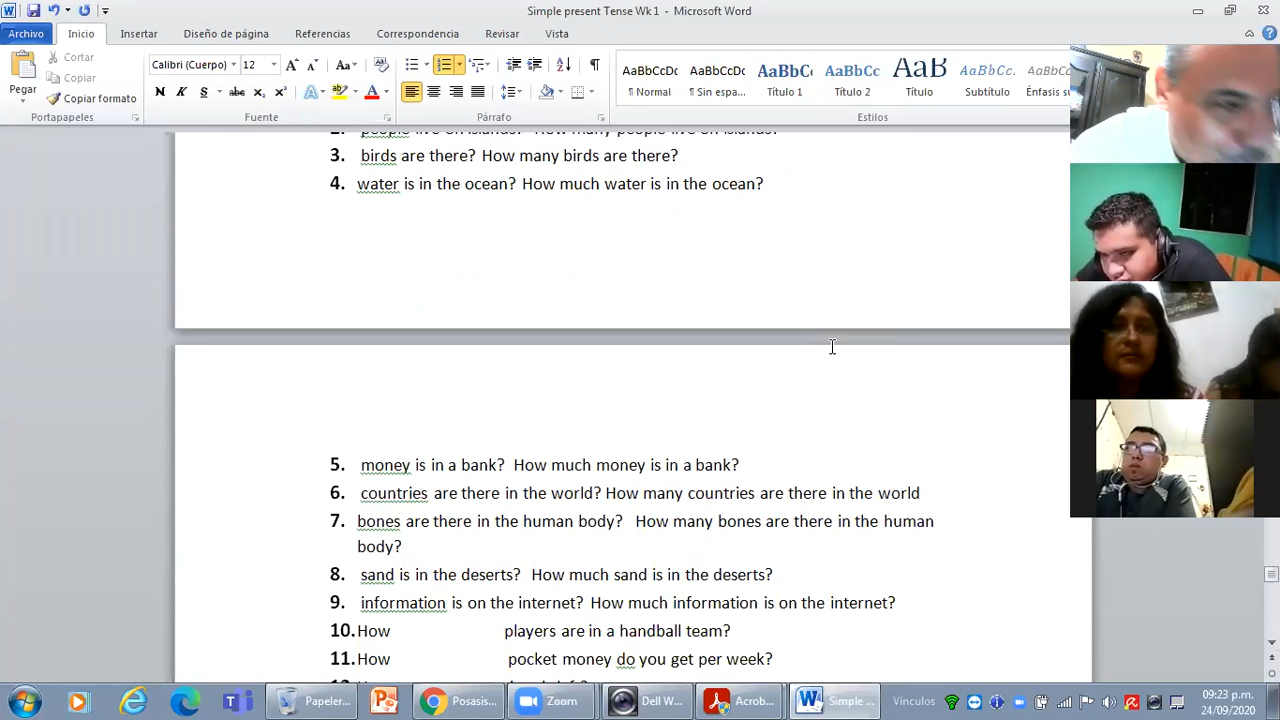 Simple present Tense Wk 1 - Microsoft Word
Archivo Inicio Insertar Diseño de página Referencias Correspondencia Revisar Vista
Cortar
Copiar
Copiar formato
Pegar
Portapapeles
Calibri (Cuerpo) 12
Fuente
Párrafo
AaBbCcDc AaBbCcDc AaBbC AaBbCc AaB AaBbCc. AaBbCcD
¶ Normal ¶ Sin espa... Título 1 Título 2 Título Subtítulo Énfasis s
Estilos
3. birds are there? How many birds are there?
4. water is in the ocean? How much water is in the ocean?
5. money is in a bank? How much money is in a bank?
6. countries are there in the world? How many countries are there in the world
7. bones are there in the human body? How many bones are there in the human
body?
8. sand is in the deserts? How much sand is in the deserts?
9. information is on the internet? How much information is on the internet?
10. How players are in a handball team?
11. How pocket money do you get per week?
Papeler... Posasis... Zoom Dell W... Acrob... Simple ... Vínculos
09:23 p.m.
24/09/2020